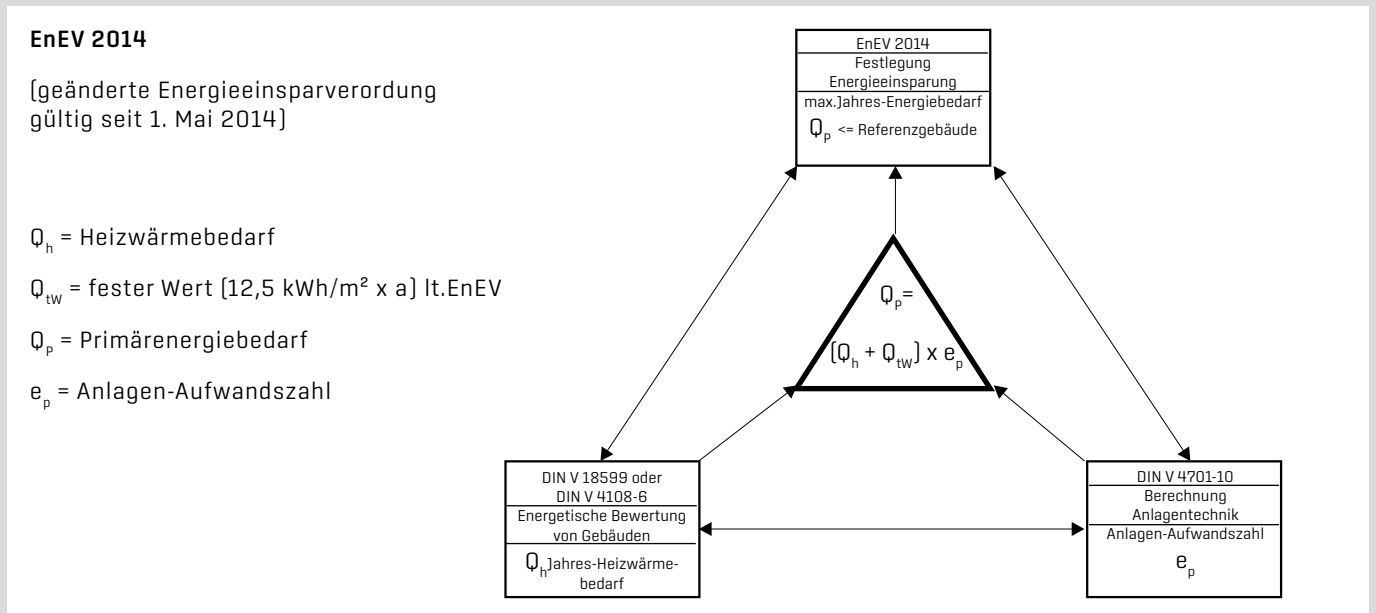 EnEV 2014
(geänderte Energieeinsparverordung
gültig seit 1. Mai 2014)
Q_h = Heizwärmebedarf
Q_tW = fester Wert (12,5 kWh/m² x a) lt.EnEV
Q_p = Primärenergiebedarf
e_p = Anlagen-Aufwandszahl
EnEV 2014
Festlegung
Energieeinsparung
max.Jahres-Energiebedarf
Q_p <= Referenzgebäude
Q_p=
(Q_h + Q_tW) x e_p
DIN V 18599 oder
DIN V 4108-6
Energetische Bewertung
von Gebäuden
Q_h Jahres-Heizwärme-
bedarf
DIN V 4701-10
Berechnung
Anlagentechnik
Anlagen-Aufwandszahl
e_p